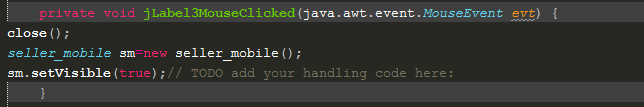 private void jLabel3MouseClicked(java.awt.event.MouseEvent evt) {
close();
seller_mobile sm=new seller_mobile();
sm.setVisible(true);// TODO add your handling code here:
}